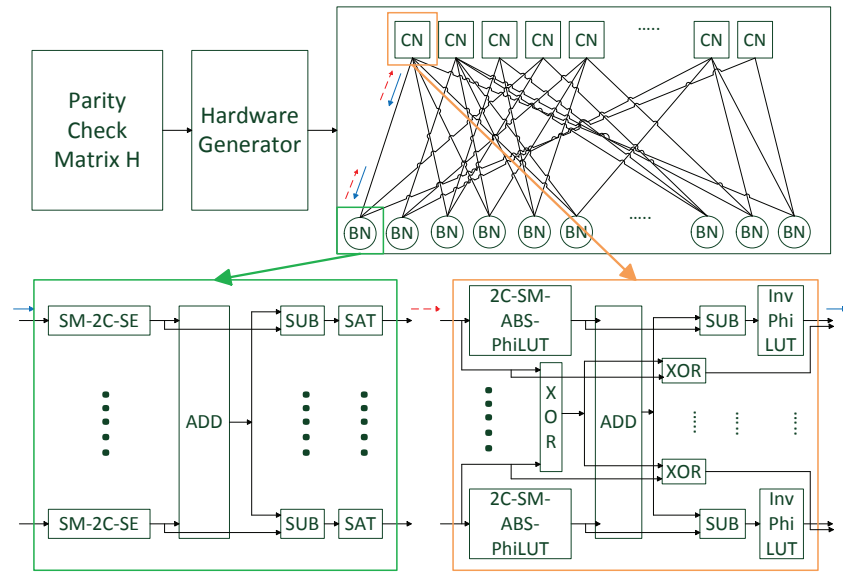 Parity
Check
Matrix H
Hardware
Generator
CN CN CN CN CN ..... CN CN
BN BN BN BN BN BN ..... BN BN BN
SM-2C-SE
ADD
SUB
SAT
SM-2C-SE
SUB
SAT
2C-SM-
ABS-
PhiLUT
X
O
R
ADD
SUB
Inv
Phi
LUT
XOR
XOR
2C-SM-
ABS-
PhiLUT
SUB
Inv
Phi
LUT